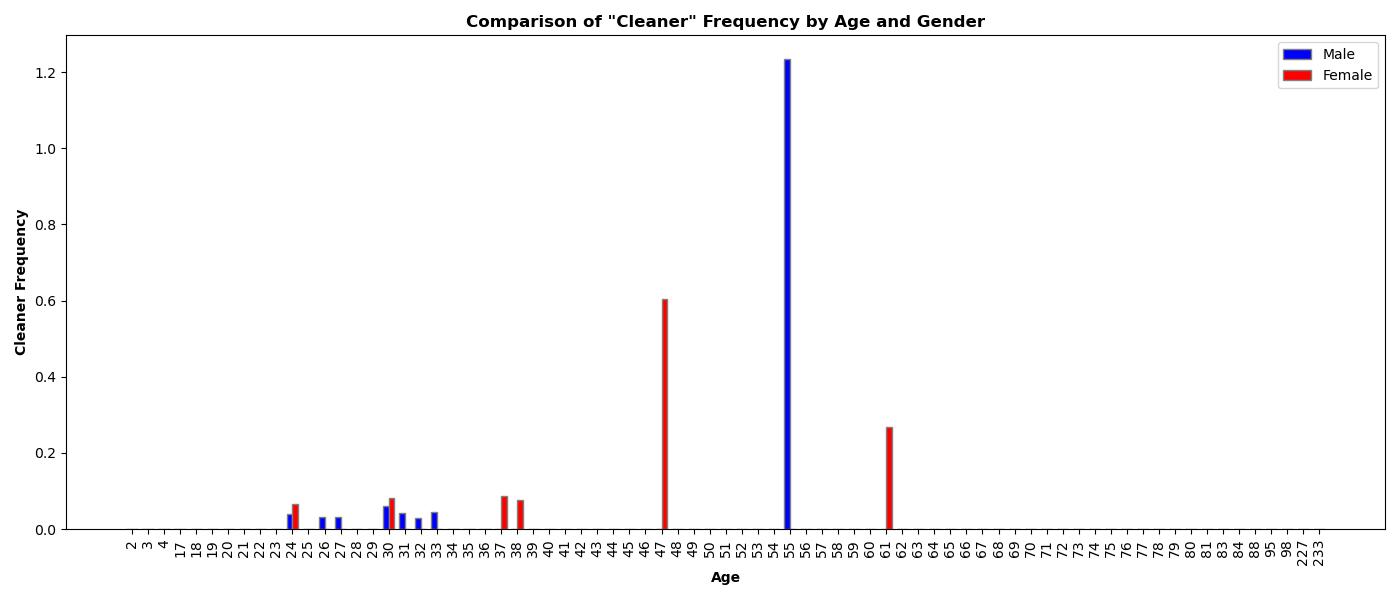 Comparison of "Cleaner" Frequency by Age and Gender
Male
Female
Cleaner Frequency
1.2
1.0
0.8
0.6
0.4
0.2
0.0
2 3 4 17 18 19 20 21 22 23 24 25 26 27 28 29 30 31 32 33 34 35 36 37 38 39 40 41 42 43 44 45 46 47 48 49 50 51 52 53 54 55 56 57 58 59 60 61 62 63 64 65 66 67 68 69 70 71 72 73 74 75 76 77 78 79 80 81 83 84 88 95 98 227 233
Age